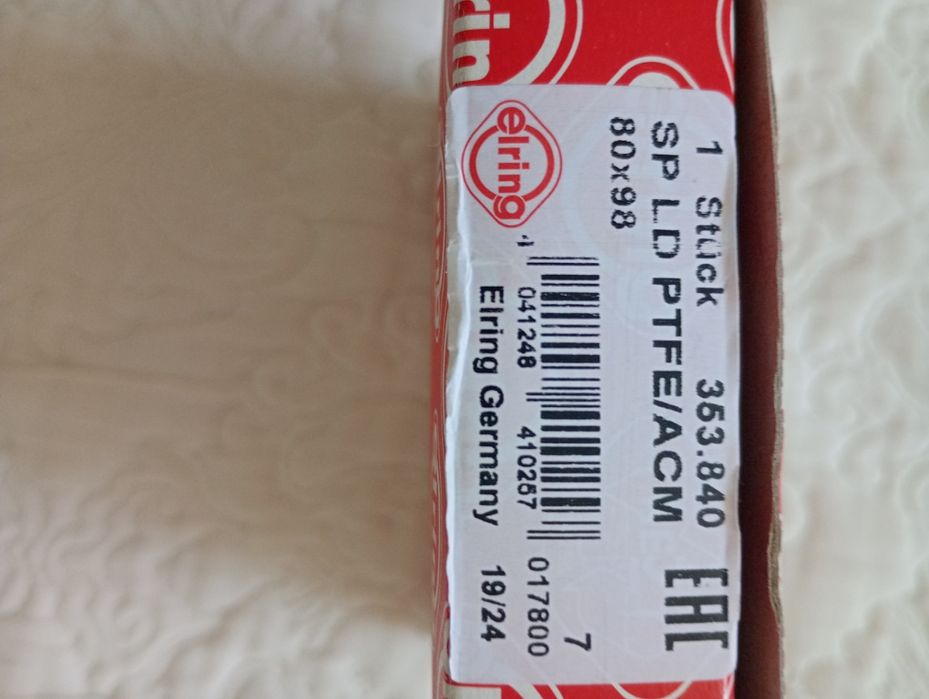 1 Stück 353.840
SP LD PTFE/ACM
80x98
EAC
elring
4 041248 410257
017800
7
Elring Germany 19/24